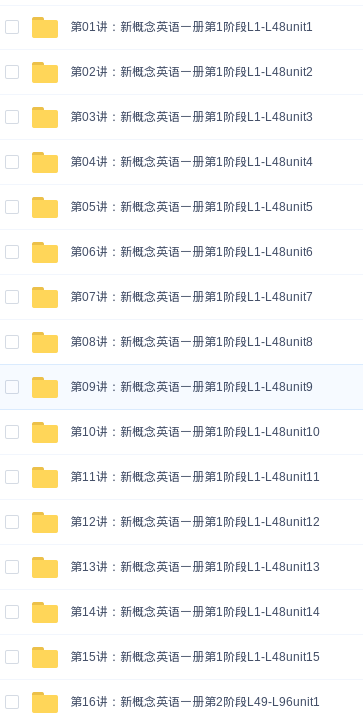 第01讲：新概念英语一册第1阶段L1-L48unit1
第02讲：新概念英语一册第1阶段L1-L48unit2
第03讲：新概念英语一册第1阶段L1-L48unit3
第04讲：新概念英语一册第1阶段L1-L48unit4
第05讲：新概念英语一册第1阶段L1-L48unit5
第06讲：新概念英语一册第1阶段L1-L48unit6
第07讲：新概念英语一册第1阶段L1-L48unit7
第08讲：新概念英语一册第1阶段L1-L48unit8
第09讲：新概念英语一册第1阶段L1-L48unit9
第10讲：新概念英语一册第1阶段L1-L48unit10
第11讲：新概念英语一册第1阶段L1-L48unit11
第12讲：新概念英语一册第1阶段L1-L48unit12
第13讲：新概念英语一册第1阶段L1-L48unit13
第14讲：新概念英语一册第1阶段L1-L48unit14
第15讲：新概念英语一册第1阶段L1-L48unit15
第16讲：新概念英语一册第2阶段L49-L96unit1